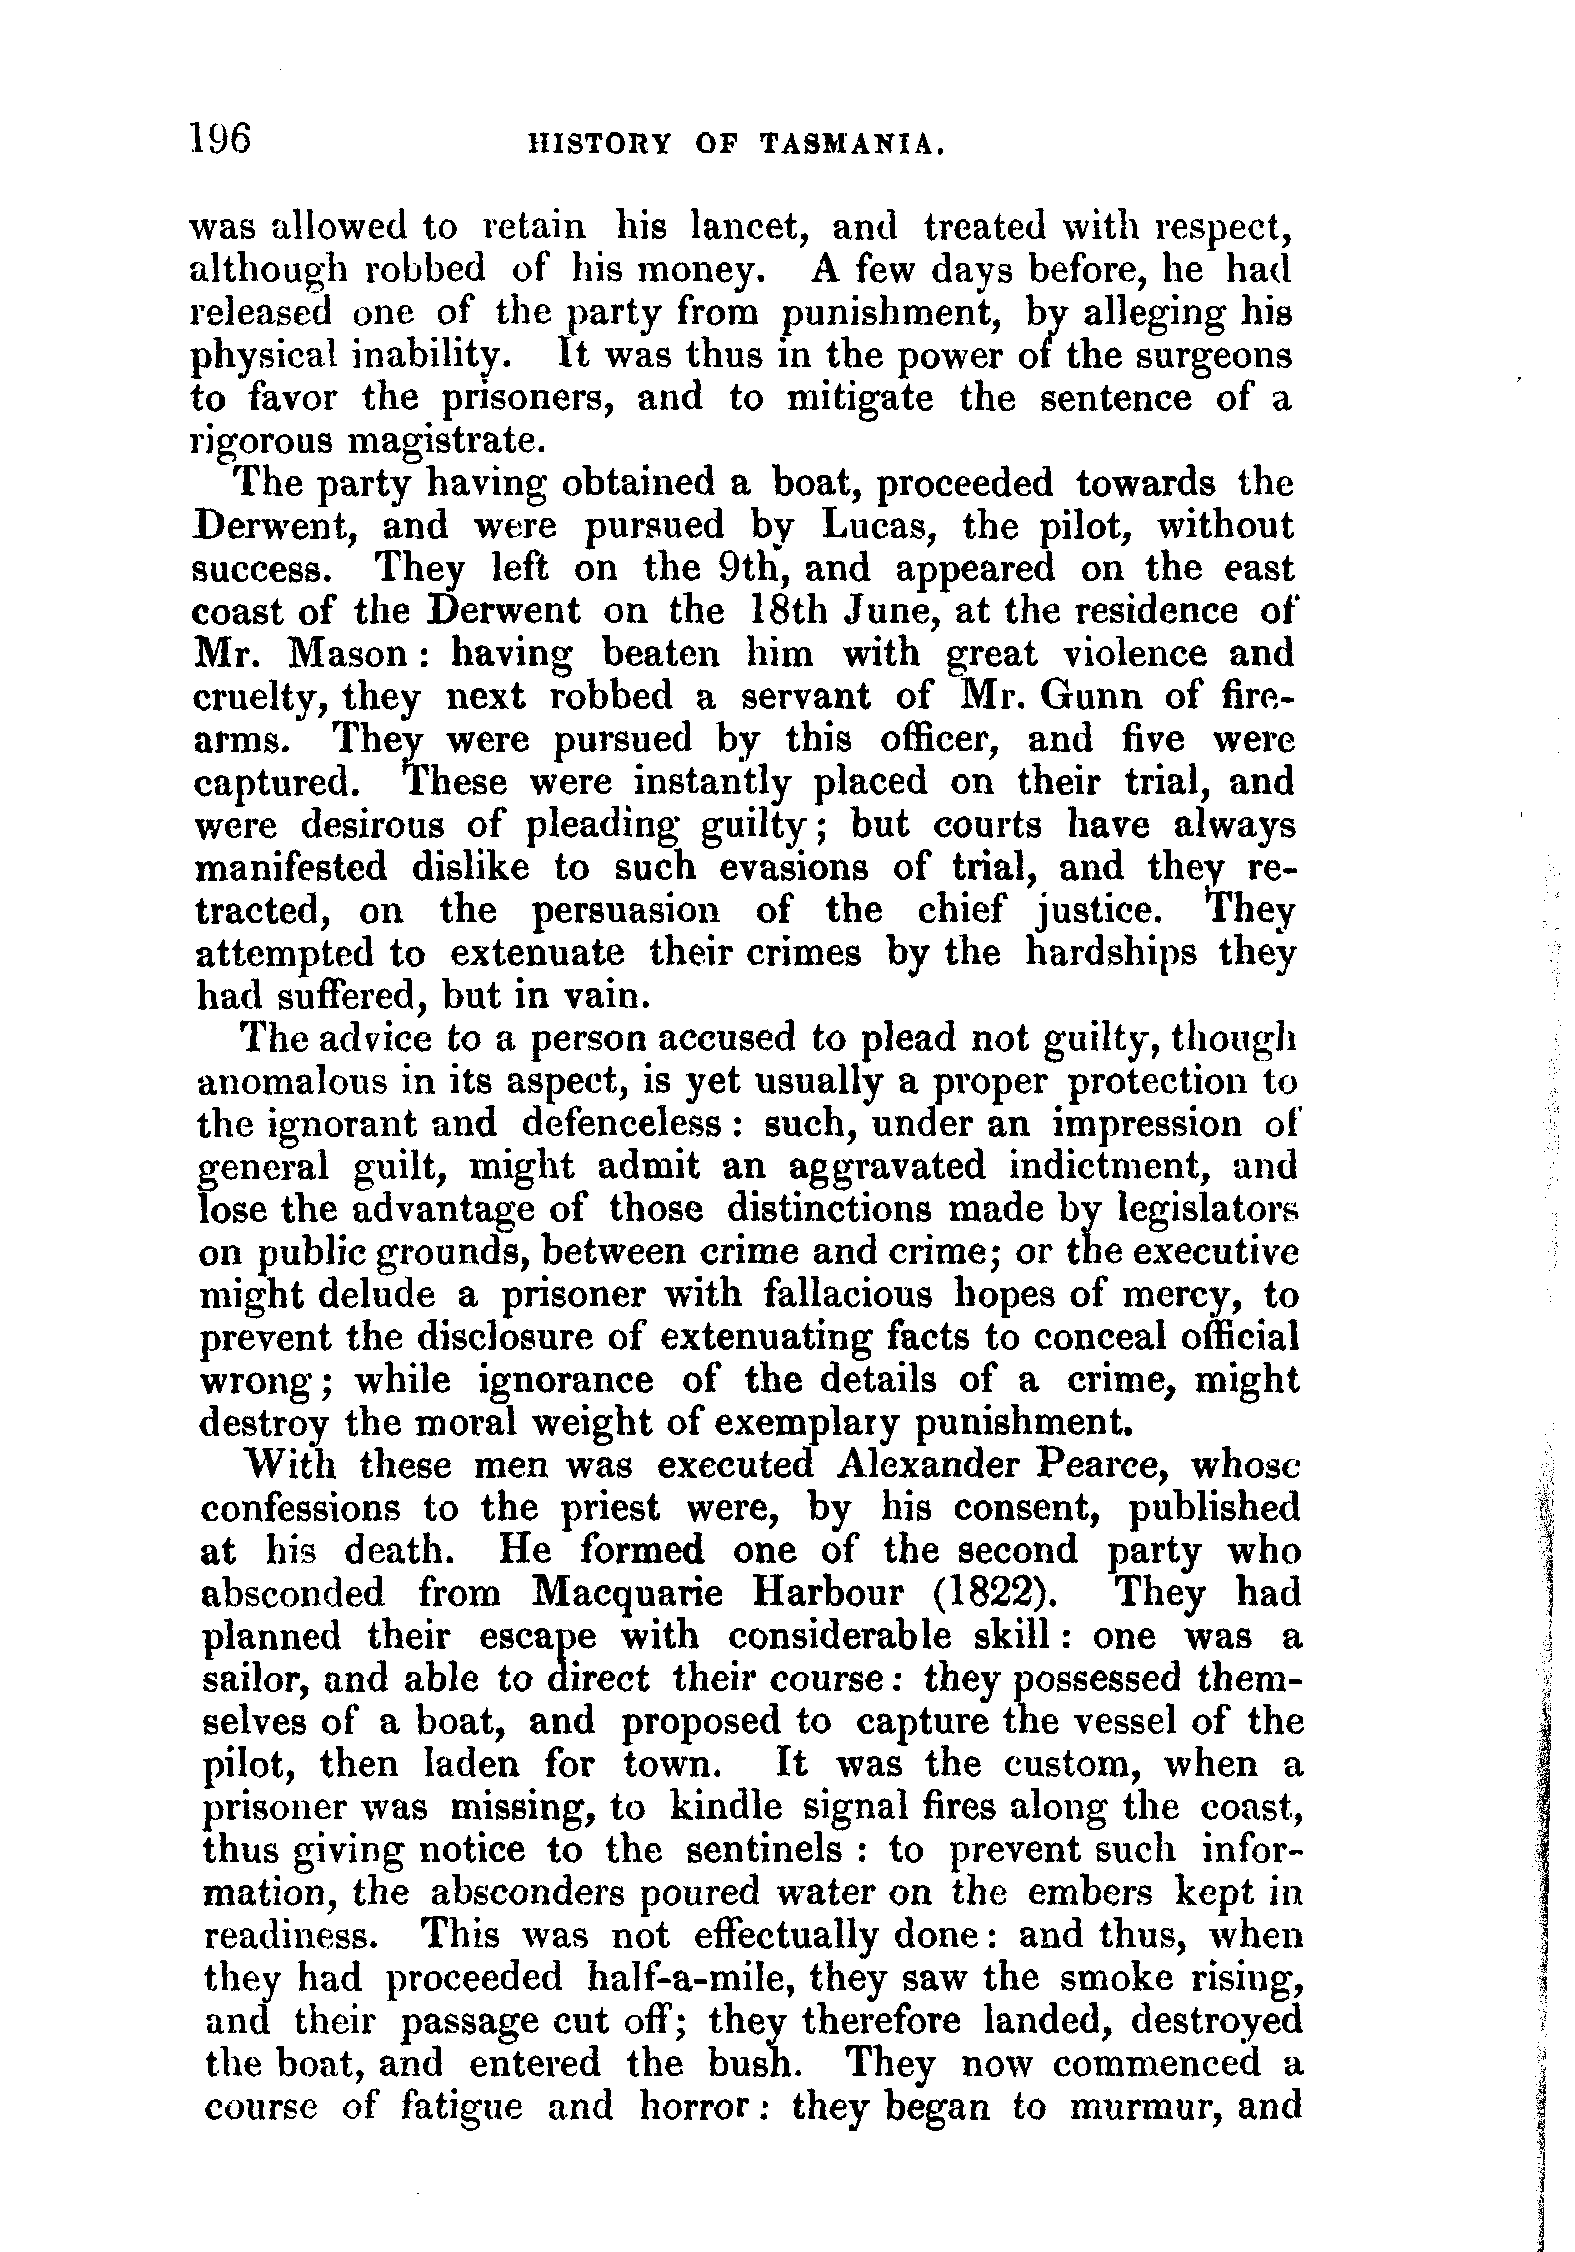 196 HISTORY OF TASMANIA.
was allowed to retain his lancet, and treated with respect,
although robbed of his money. A few days before, he had
released one of the party from punishment, by alleging his
physical inability. It was thus in the power of the surgeons
to favor the prisoners, and to mitigate the sentence of a
rigorous magistrate.
The party having obtained a boat, proceeded towards the
Derwent, and were pursued by Lucas, the pilot, without
success. They left on the 9th, and appeared on the east
coast of the Derwent on the 18th June, at the residence of
Mr. Mason : having beaten him with great violence and
cruelty, they next robbed a servant of Mr. Gunn of fire-
arms. They were pursued by this officer, and five were
captured. These were instantly placed on their trial, and
were desirous of pleading guilty ; but courts have always
manifested dislike to such evasions of trial, and they re-
tracted, on the persuasion of the chief justice. They
attempted to extenuate their crimes by the hardships they
had suffered, but in vain.
The advice to a person accused to plead not guilty, though
anomalous in its aspect, is yet usually a proper protection to
the ignorant and defenceless : such, under an impression of
general guilt, might admit an aggravated indictment, and
lose the advantage of those distinctions made by legislators
on public grounds, between crime and crime; or the executive
might delude a prisoner with fallacious hopes of mercy, to
prevent the disclosure of extenuating facts to conceal official
wrong ; while ignorance of the details of a crime, might
destroy the moral weight of exemplary punishment.
With these men was executed Alexander Pearce, whose
confessions to the priest were, by his consent, published
at his death. He formed one of the second party who
absconded from Macquarie Harbour (1822). They had
planned their escape with considerable skill : one was a
sailor, and able to direct their course : they possessed them-
selves of a boat, and proposed to capture the vessel of the
pilot, then laden for town. It was the custom, when a
prisoner was missing, to kindle signal fires along the coast,
thus giving notice to the sentinels : to prevent such infor-
mation, the absconders poured water on the embers kept in
readiness. This was not effectually done : and thus, when
they had proceeded half-a-mile, they saw the smoke rising,
and their passage cut off; they therefore landed, destroyed
the boat, and entered the bush. They now commenced a
course of fatigue and horror : they began to murmur, and